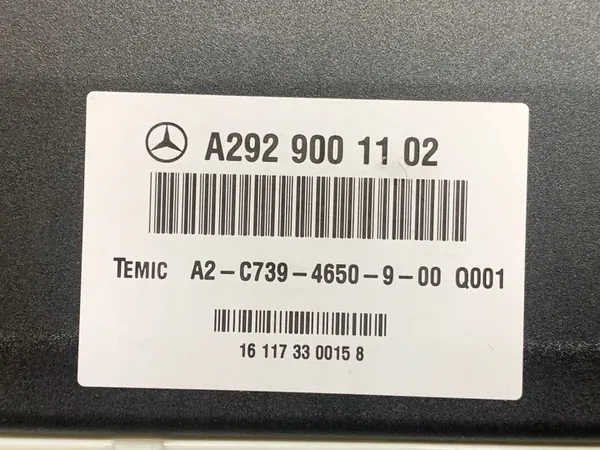 A292 900 11 02
TEMIC A2-C739-4650-9-00 Q001
16 117 33 0015 8